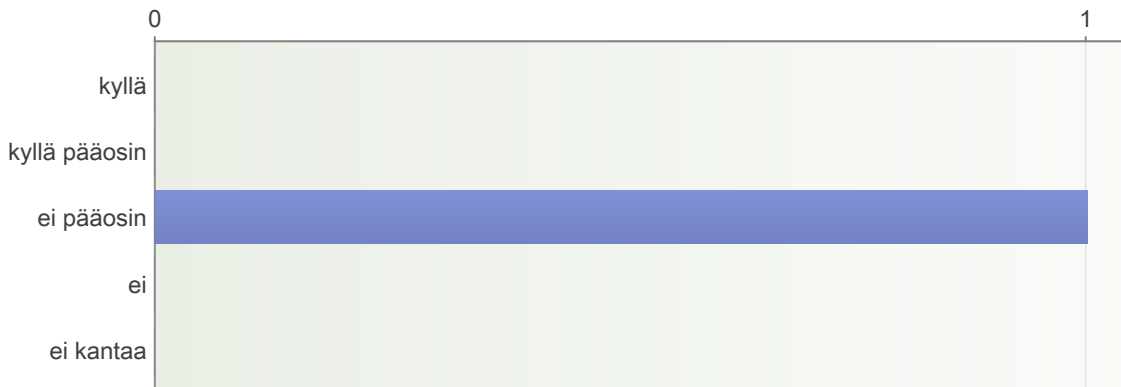 0 1
kyllä
kyllä pääosin
ei pääosin
ei
ei kantaa